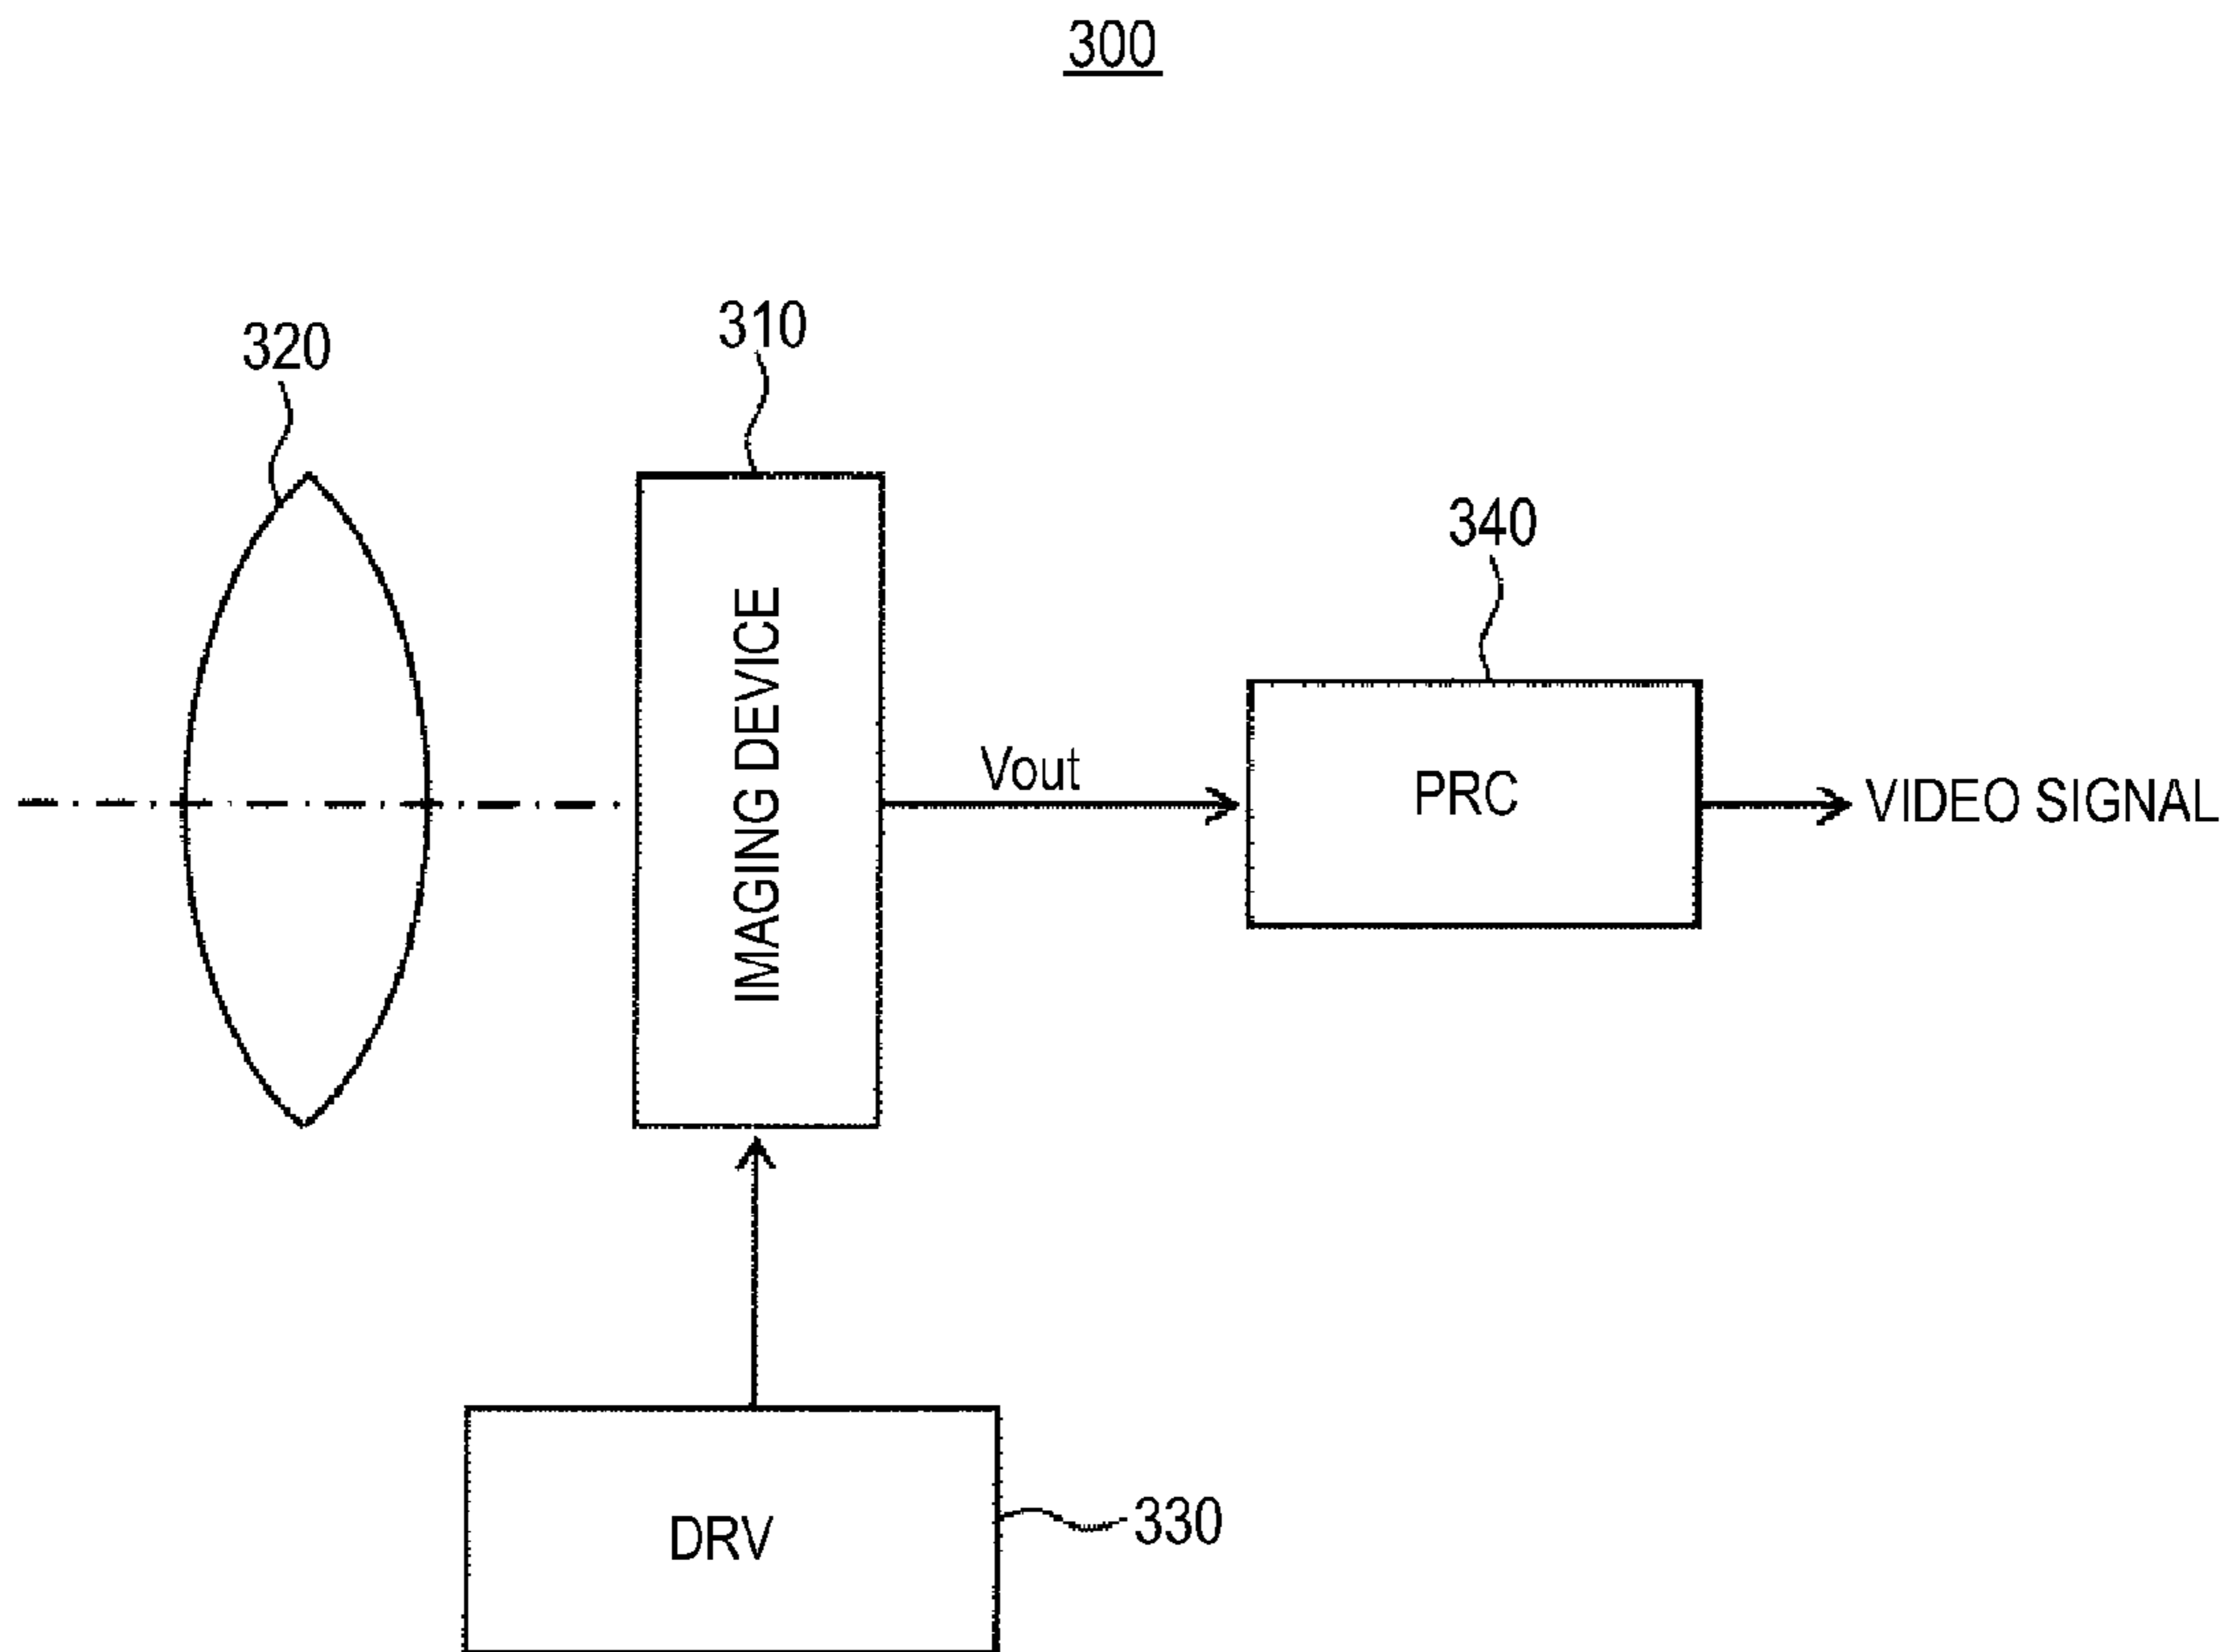 300
320
310
340
IMAGING DEVICE
Vout
PRC
VIDEO SIGNAL
DRV
330